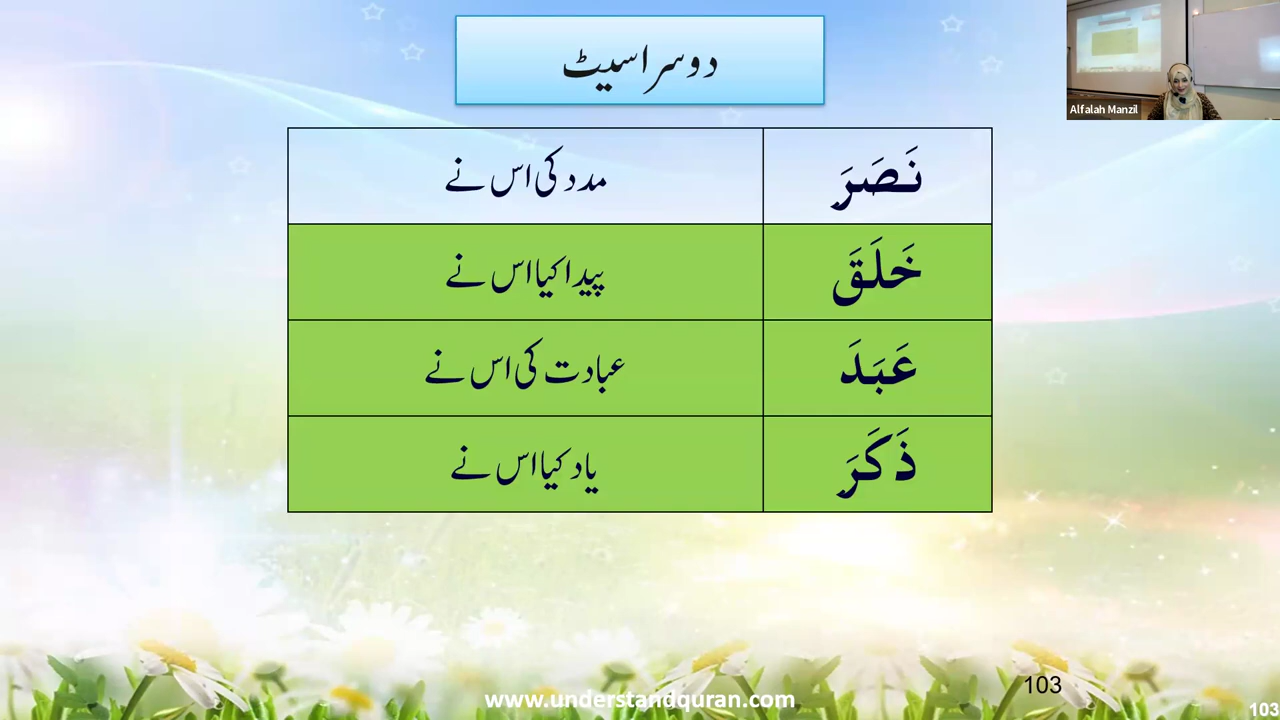 دوسرا سیٹ
Alfalah Manzil
نَصَرَ مدد کی اس نے
خَلَقَ پیدا کیا اس نے
عَبَدَ عبادت کی اس نے
ذَكَرَ یاد کیا اس نے
103
www.understandquran.com
103